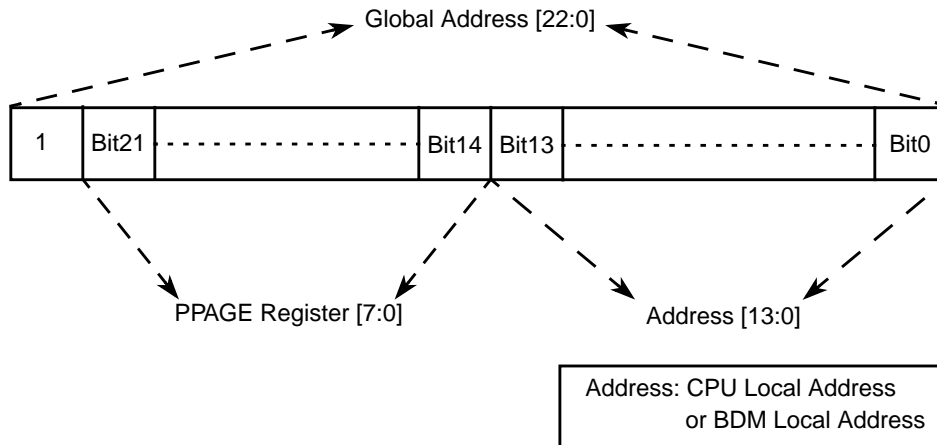 Global Address [22:0]
1 Bit21 Bit14 Bit13 Bit0
PPAGE Register [7:0]
Address [13:0]
Address: CPU Local Address
or BDM Local Address